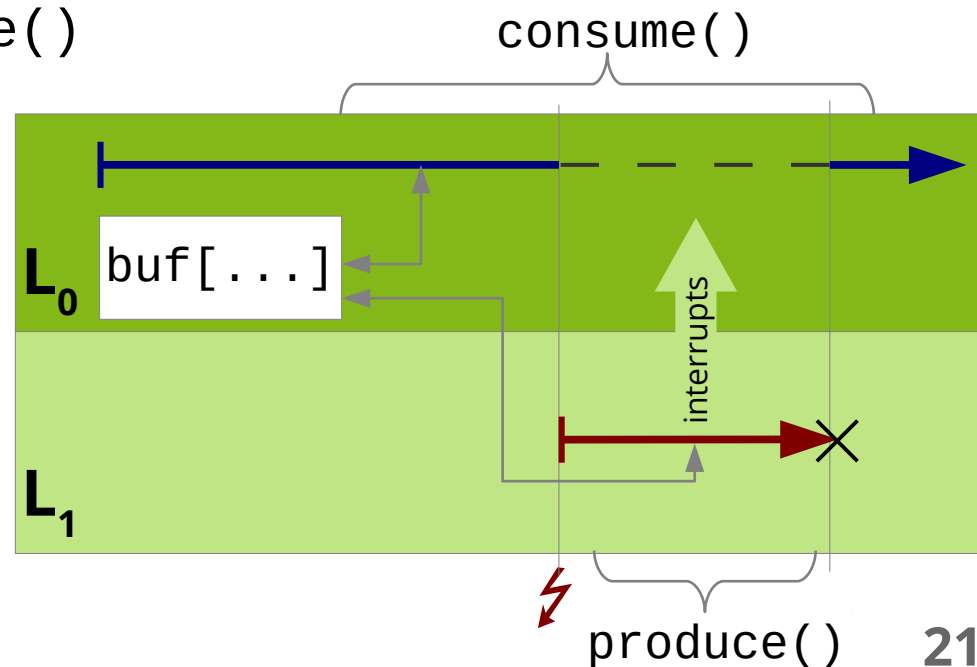 e()
consume()
L0
buf[...]
interrupts
L1
produce()
21